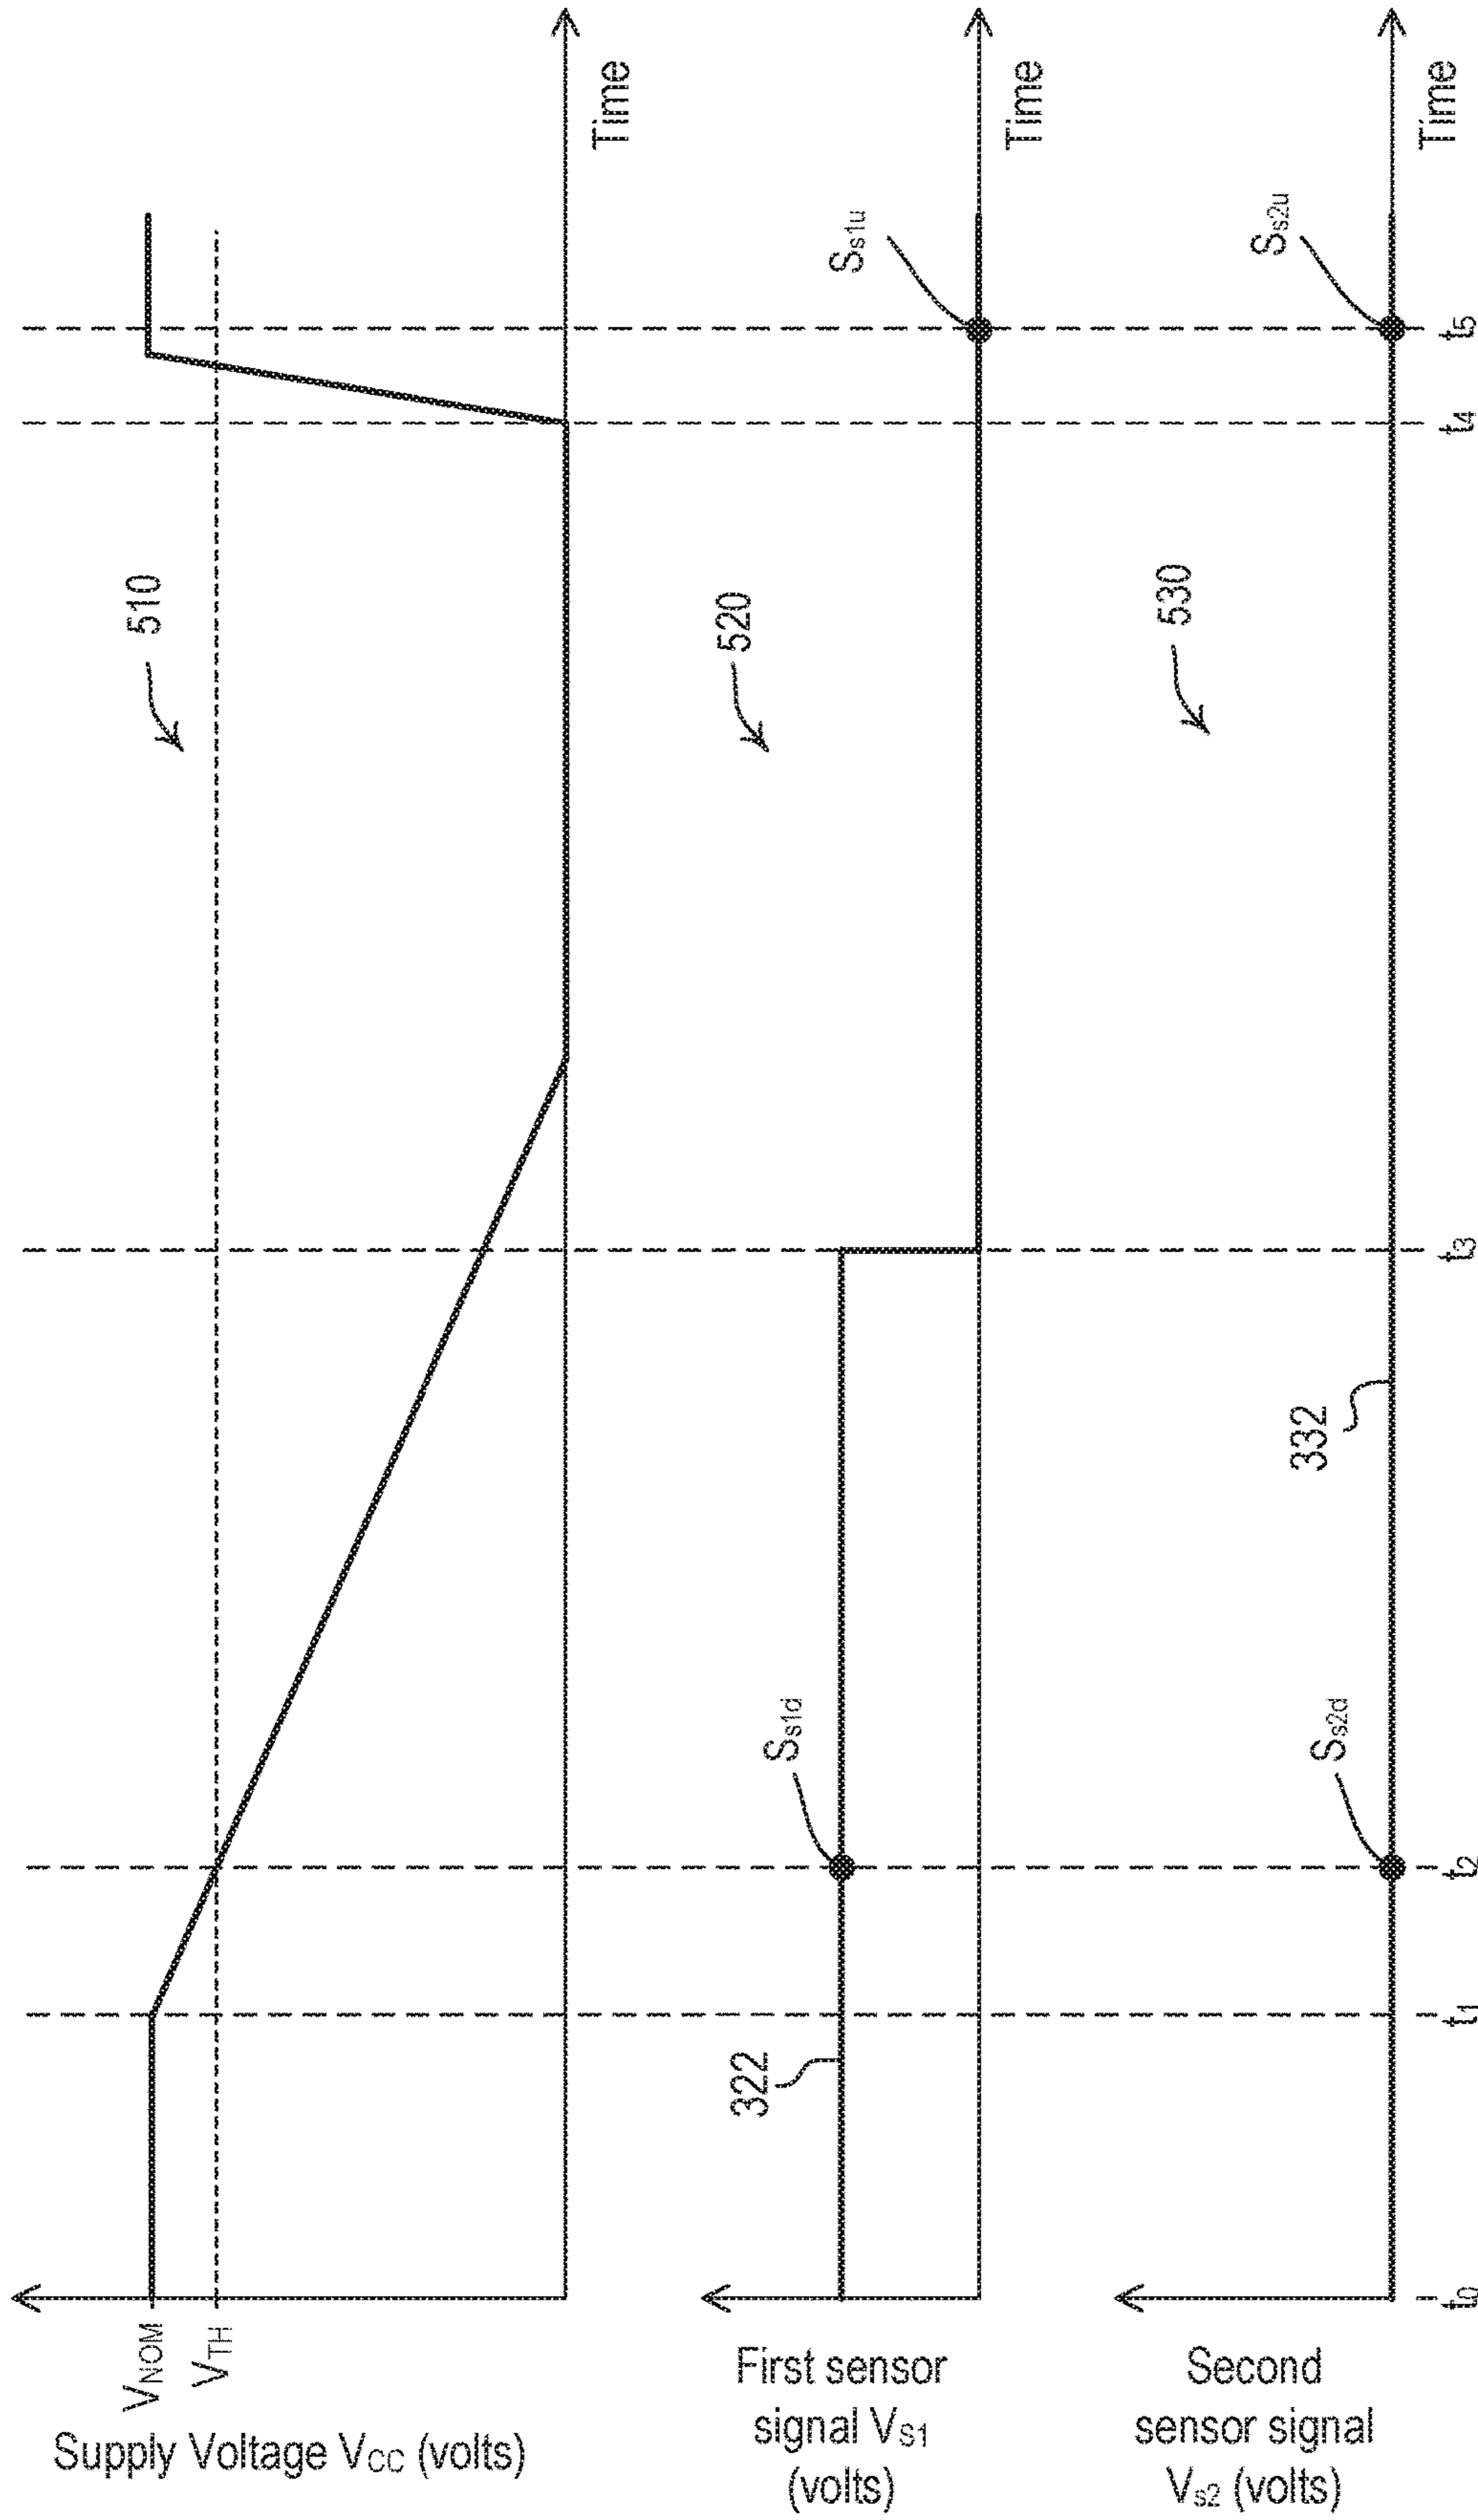 Supply Voltage VCC (volts)
VNOM
VTH
510
Time
First sensor
signal VS1
(volts)
322
Ss1d
520
Ss1u
Time
Second
sensor signal
Vs2 (volts)
Ss2d
332
530
Ss2u
Time
t0
t1
t2
t3
t4
t5